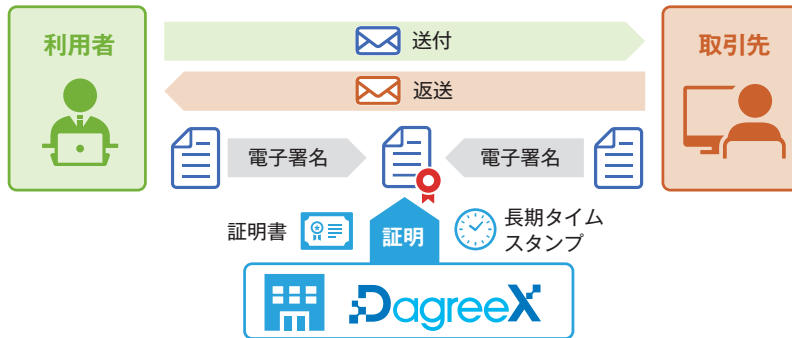 利用者
送付
取引先
返送
電子署名
電子署名
証明書
証明
長期タイム
スタンプ
DagreeX